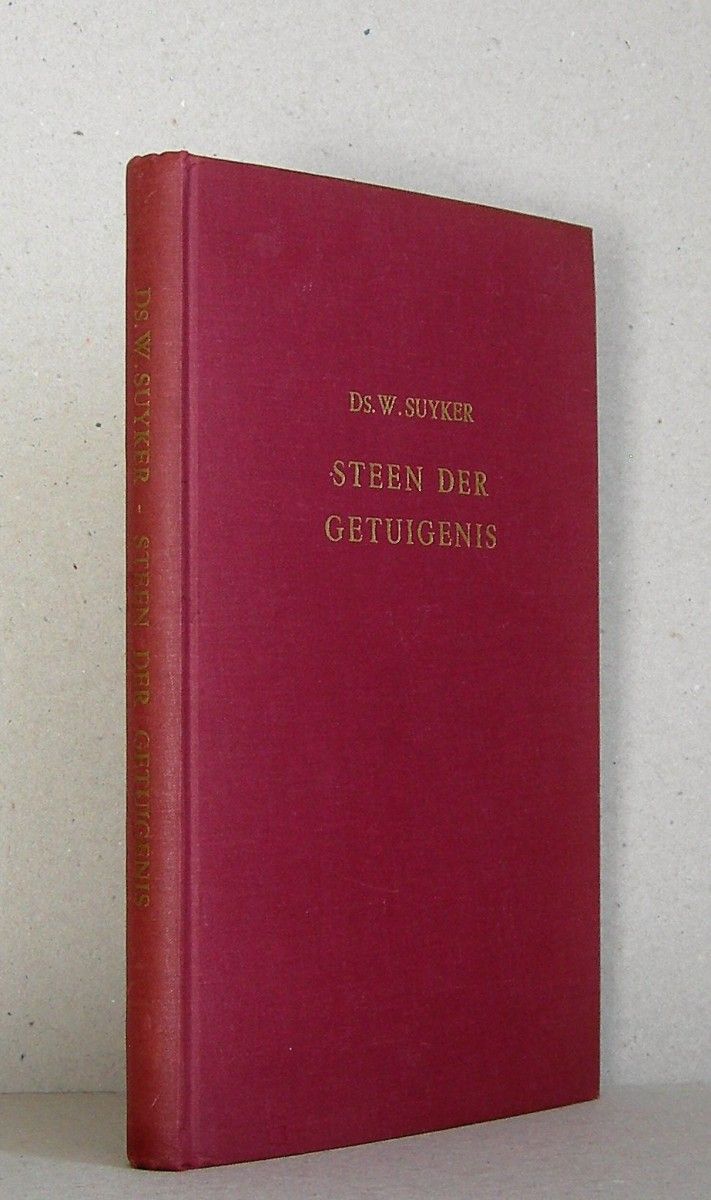 Ds. W. SUYKER - STEEN DER GETUIGENIS
Ds. W. SUYKER
STEEN DER
GETUIGENIS